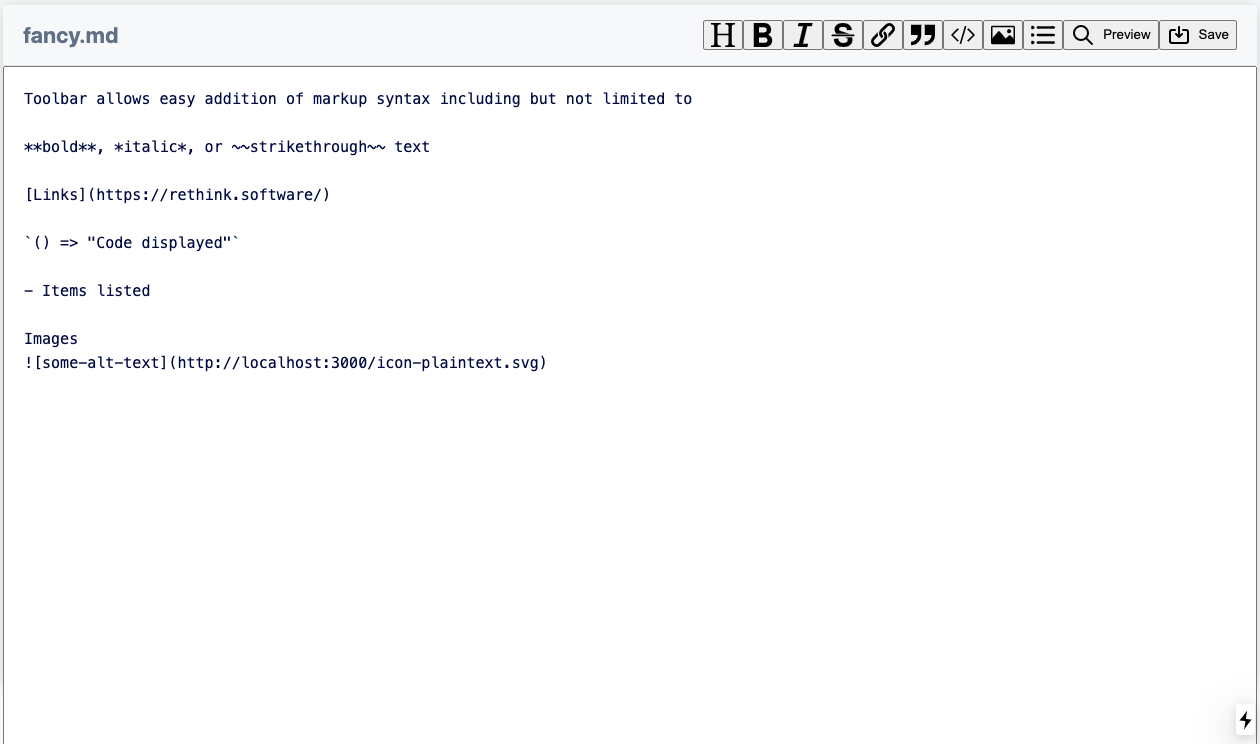 fancy.md
H B I S </> Preview Save
Toolbar allows easy addition of markup syntax including but not limited to
**bold**, *italic*, or ~~strikethrough~~ text
[Links](https://rethink.software/)
`() => "Code displayed"`
- Items listed
Images
![some-alt-text](http://localhost:3000/icon-plaintext.svg)